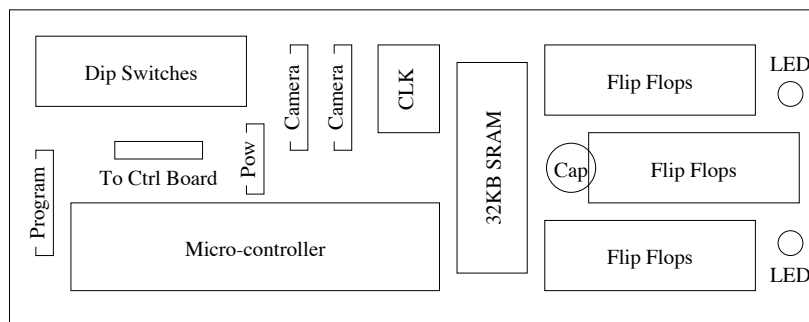 Dip Switches
Camera
Camera
CLK
32KB SRAM
Flip Flops
LED
Program
To Ctrl Board
Pow
Cap
Flip Flops
Micro-controller
Flip Flops
LED